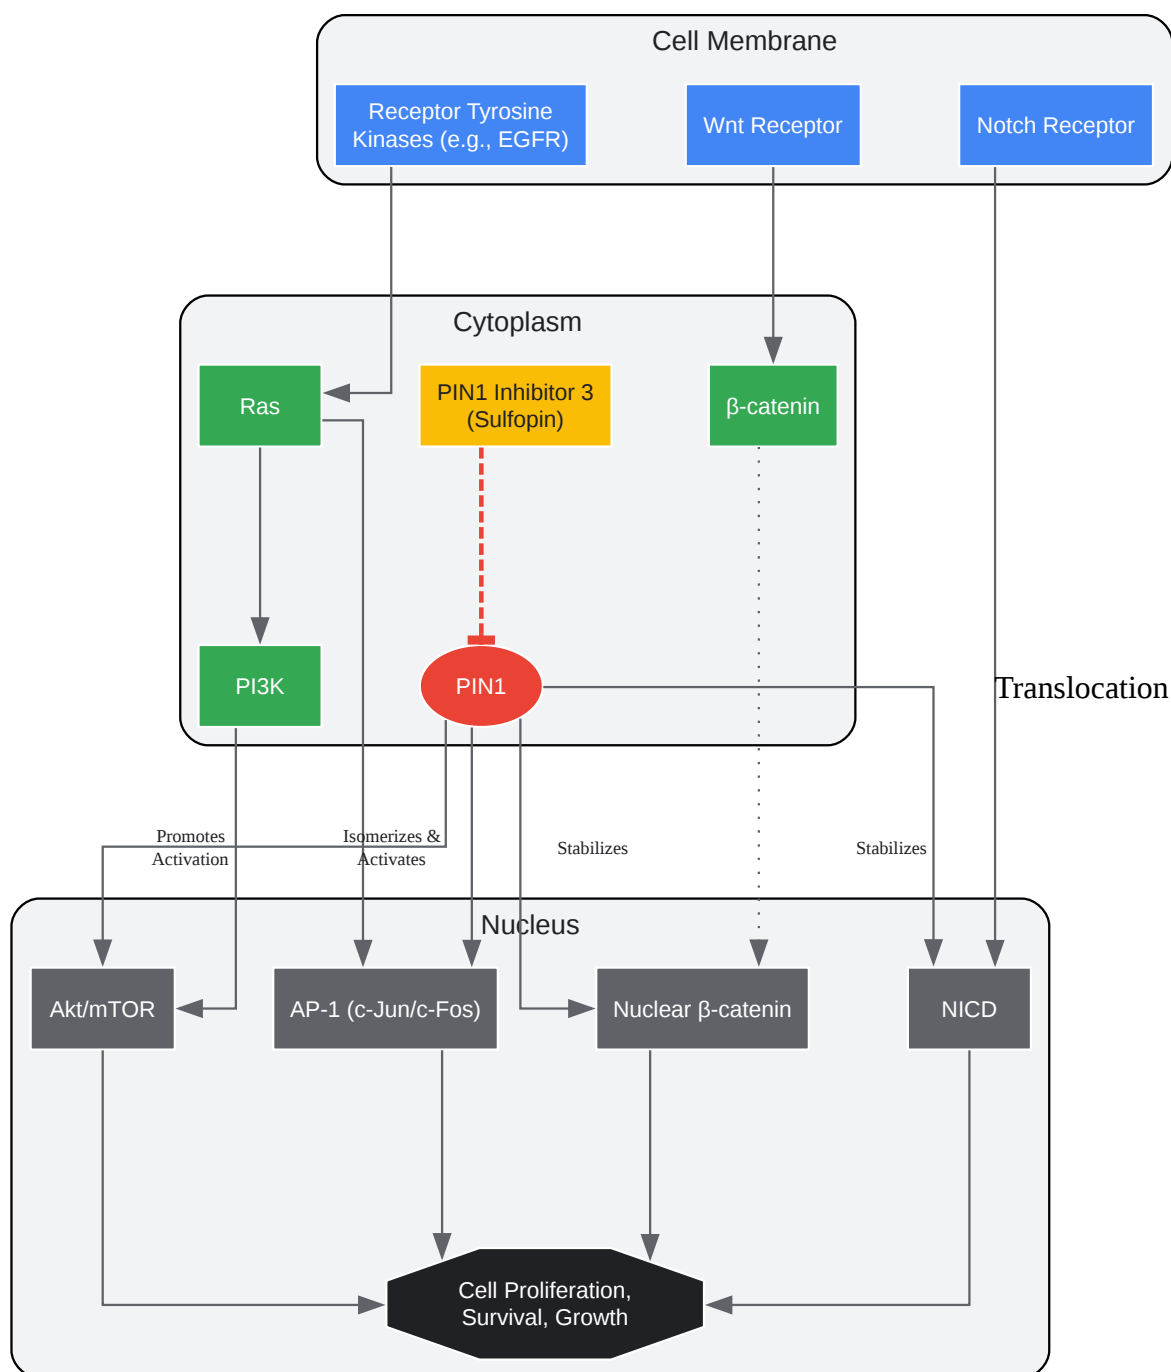 Cell Membrane
Receptor Tyrosine
Kinases (e.g., EGFR)
Wnt Receptor
Notch Receptor
Cytoplasm
Ras
PIN1 Inhibitor 3
(Sulfopin)
β-catenin
PI3K
PIN1
Translocation
Promotes
Activation
Isomerizes &
Activates
Stabilizes
Stabilizes
Nucleus
Akt/mTOR
AP-1 (c-Jun/c-Fos)
Nuclear β-catenin
NICD
Cell Proliferation,
Survival, Growth